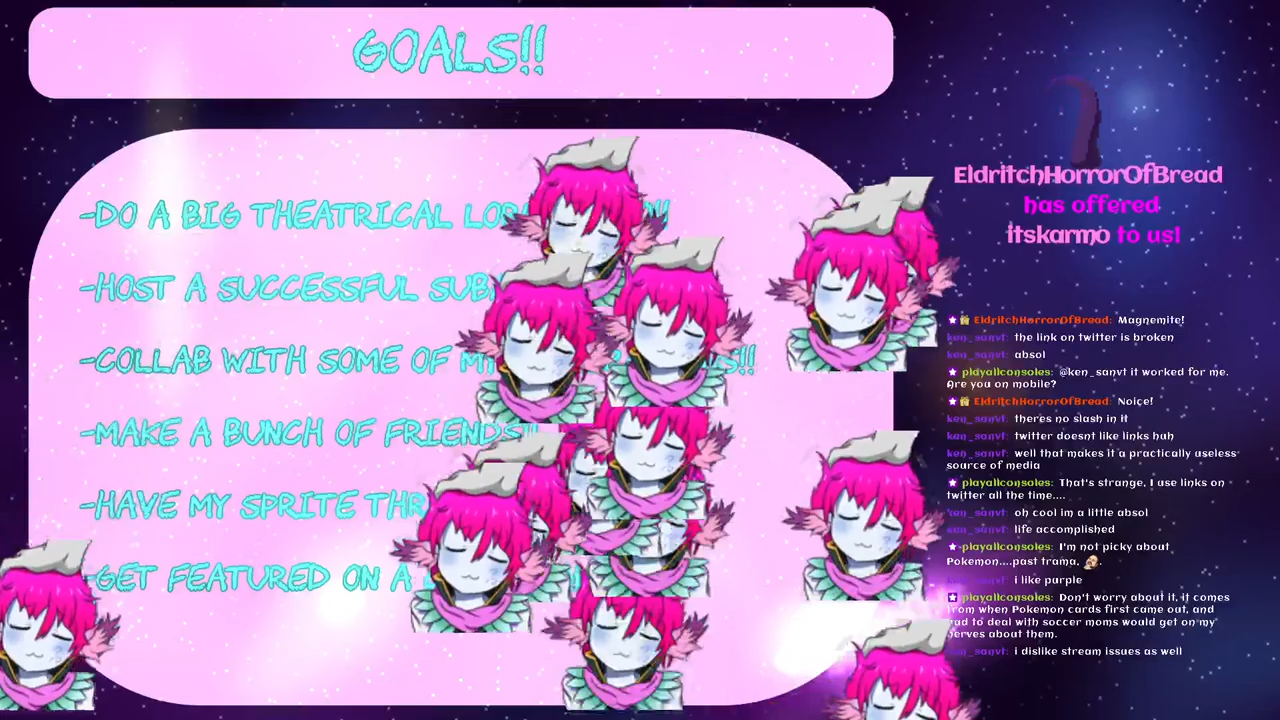 GOALS!!
-DO A BIG THEATRICAL
-HOST A SUCCESSFUL
-COLLAB WITH SOME OF
-MAKE A BUNCH OF FRIENDS!!
-HAVE MY SPRITE
-GET FEATURED ON A
EldritchHorrorOfBread
has offered
itskarmo to us!
EldritchHorrorOfBread: Magnemite!
ken_sanvt: the link on twitter is broken
ken_sanvt: absol
playallconsoles: @ken_sanvt it worked for me.
Are you on mobile?
EldritchHorrorOfBread: Noice!
ken_sanvt: theres no slash in it
ken_sanvt: twitter doesnt like links huh
ken_sanvt: well that makes it a practically useless
source of media
playallconsoles: That's strange, I use links on
twitter all the time....
ken_sanvt: oh cool im a little absol
ken_sanvt: life accomplished
playallconsoles: I'm not picky about
Pokemon....past trama.
ken_sanvt: i like purple
playallconsoles: Don't worry about it, it comes
from when Pokemon cards first came out, and
had to deal with soccer moms would get on my
nerves about them.
ken_sanvt: i dislike stream issues as well